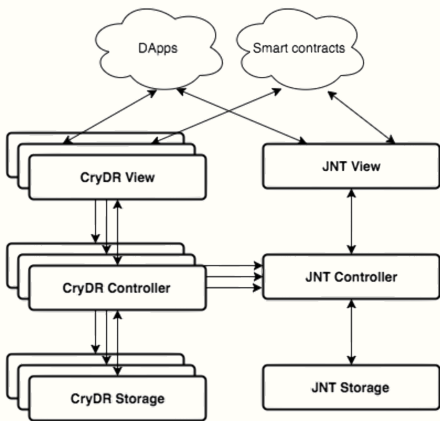 DApps
Smart contracts
CryDR View
JNT View
CryDR Controller
JNT Controller
CryDR Storage
JNT Storage